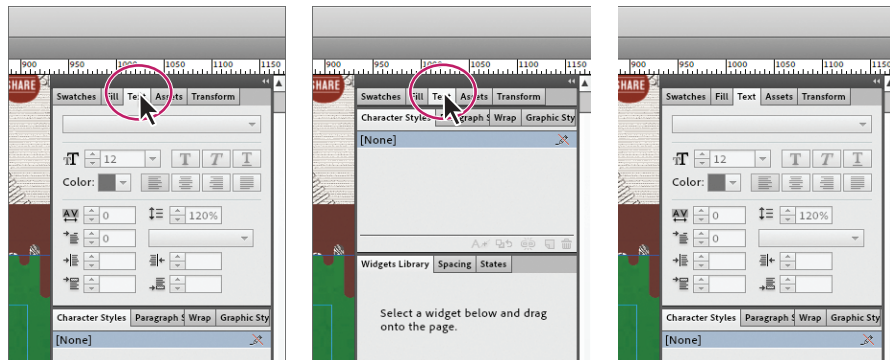 900 950 1000 1050 1100 1150
SHARE
Swatches Fill Text Assets Transform
T 12 T T T
Color:
AV 0 120%
0
Character Styles Paragraph S Wrap Graphic Sty
[None]
900 950 1000 1050 1100 1150
SHARE
Swatches Fill Text Assets Transform
Character Styles Paragraph S Wrap Graphic Sty
[None]
Widgets Library Spacing States
Select a widget below and drag
onto the page.
900 950 1000 1050 1100 1150
SHARE
Swatches Fill Text Assets Transform
T 12 T T T
Color:
AV 0 120%
0
Character Styles Paragraph S Wrap Graphic Sty
[None]